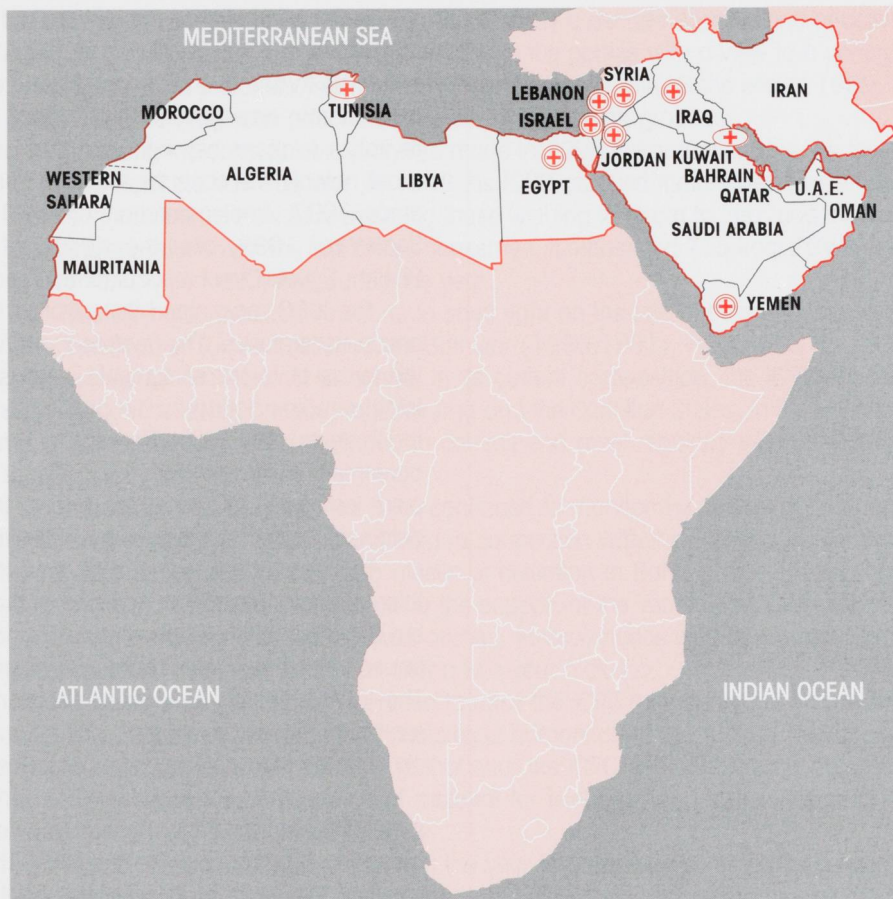 MEDITERRANEAN SEA
SYRIA
LEBANON
IRAN
MOROCCO
TUNISIA
ISRAEL
IRAQ
ALGERIA
LIBYA
EGYPT
JORDAN
KUWAIT
BAHRAIN
QATAR
U.A.E.
WESTERN
SAHARA
OMAN
SAUDI ARABIA
MAURITANIA
YEMEN
ATLANTIC OCEAN
INDIAN OCEAN